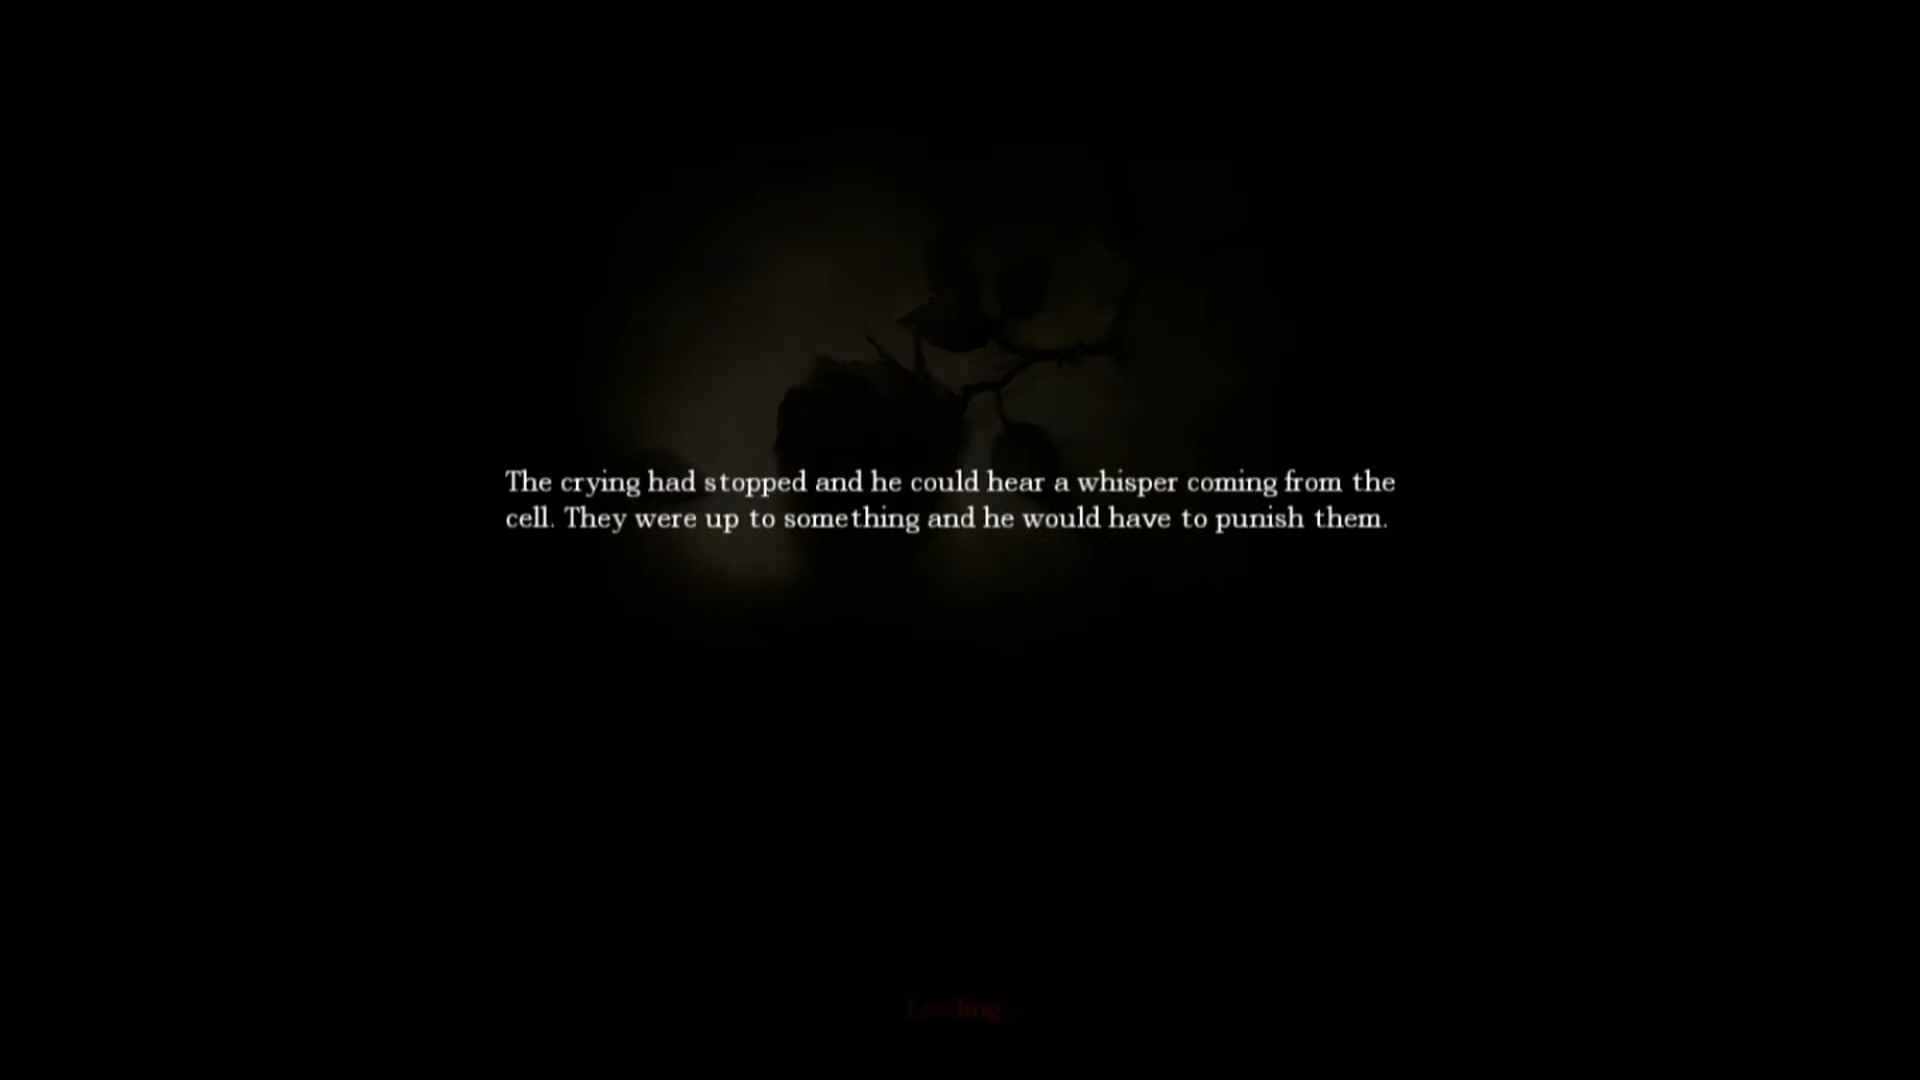 The crying had stopped and he could hear a whisper coming from the
cell. They were up to something and he would have to punish them.
Loading...